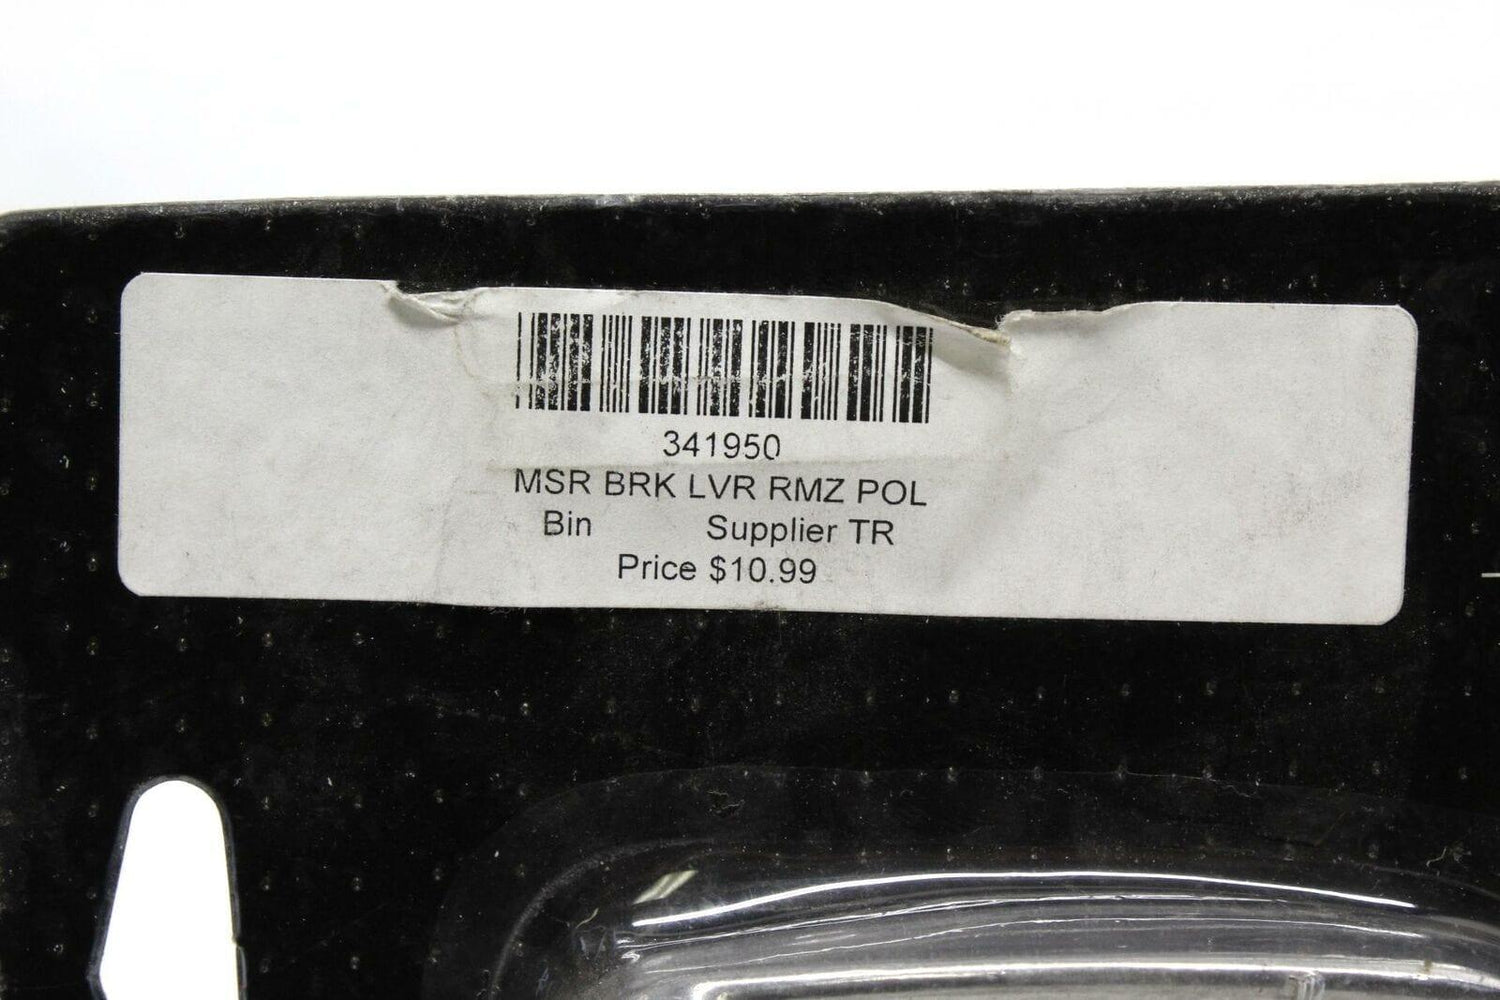 341950
MSR BRK LVR RMZ POL
Bin Supplier TR
Price $10.99